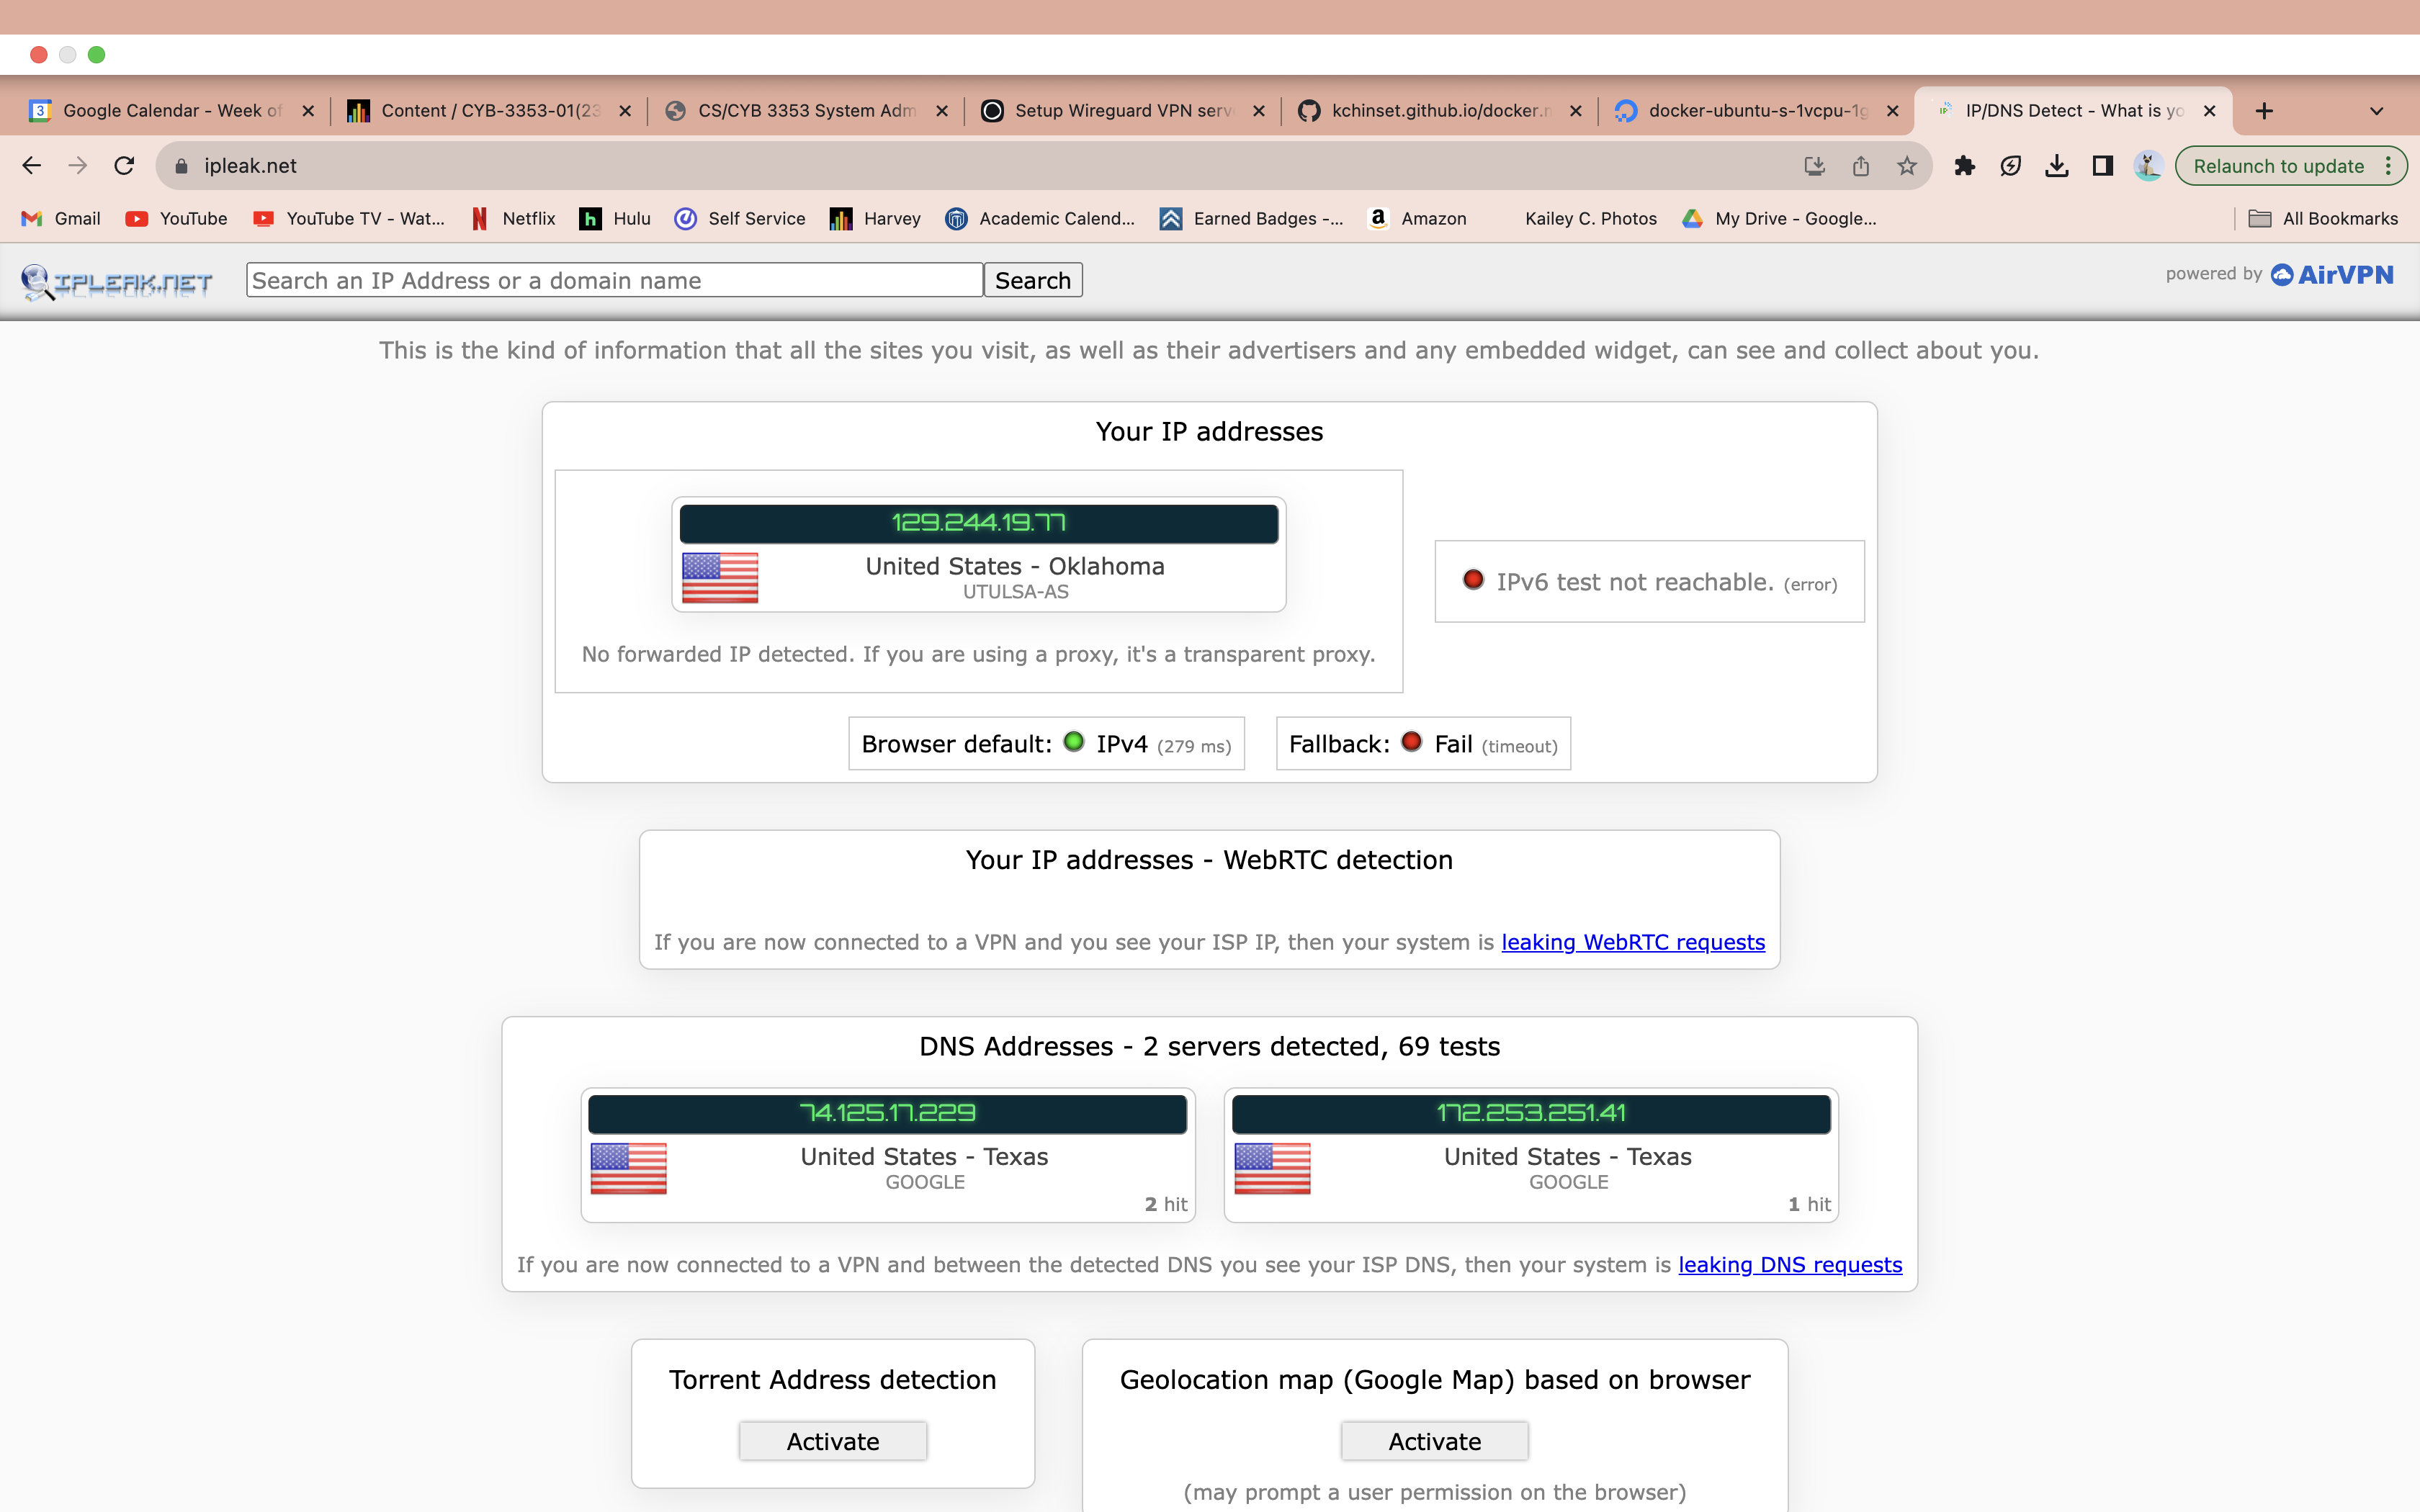 Google Calendar - Week of
Content / CYB-3353-01(23
CS/CYB 3353 System Adm
Setup Wireguard VPN serv
kchinset.github.io/docker.n
docker-ubuntu-s-1vcpu-1g
IP/DNS Detect - What is yo
ipleak.net
Relaunch to update
Gmail
YouTube
YouTube TV - Wat...
Netflix
Hulu
Self Service
Harvey
Academic Calend...
Earned Badges -...
Amazon
Kailey C. Photos
My Drive - Google...
All Bookmarks
IPLEAK.NET
Search an IP Address or a domain name
Search
powered by AirVPN
This is the kind of information that all the sites you visit, as well as their advertisers and any embedded widget, can see and collect about you.
Your IP addresses
129.244.19.77
United States - Oklahoma
UTULSA-AS
No forwarded IP detected. If you are using a proxy, it's a transparent proxy.
IPv6 test not reachable. (error)
Browser default: IPv4 (279 ms)
Fallback: Fail (timeout)
Your IP addresses - WebRTC detection
If you are now connected to a VPN and you see your ISP IP, then your system is leaking WebRTC requests
DNS Addresses - 2 servers detected, 69 tests
74.125.17.229
United States - Texas
GOOGLE
2 hit
172.253.251.41
United States - Texas
GOOGLE
1 hit
If you are now connected to a VPN and between the detected DNS you see your ISP DNS, then your system is leaking DNS requests
Torrent Address detection
Activate
Geolocation map (Google Map) based on browser
Activate
(may prompt a user permission on the browser)